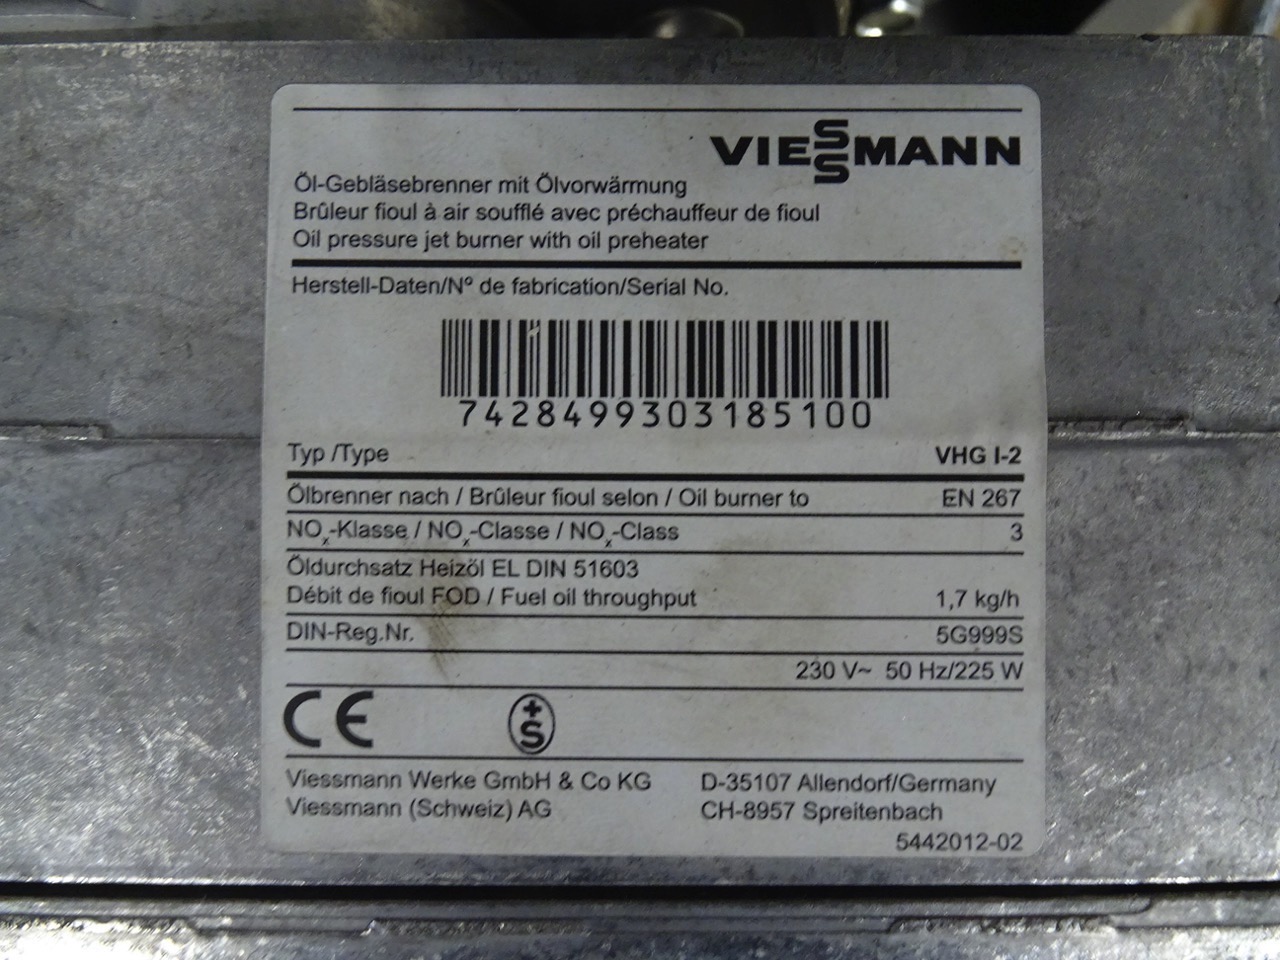 VIESSMANN
Öl-Gebläsebrenner mit Ölvorwärmung
Brûleur fioul à air soufflé avec préchauffeur de fioul
Oil pressure jet burner with oil preheater
Herstell-Daten/Nº de fabrication/Serial No.
7428499303185100
Typ /Type VHG I-2
Ölbrenner nach / Brûleur fioul selon / Oil burner to EN 267
NOx-Klasse / NOx-Classe / NOx-Class 3
Öldurchsatz Heizöl EL DIN 51603
Débit de fioul FOD / Fuel oil throughput 1,7 kg/h
DIN-Reg.Nr. 5G999S
230 V~ 50 Hz/225 W
CE +S
Viessmann Werke GmbH & Co KG D-35107 Allendorf/Germany
Viessmann (Schweiz) AG CH-8957 Spreitenbach
5442012-02